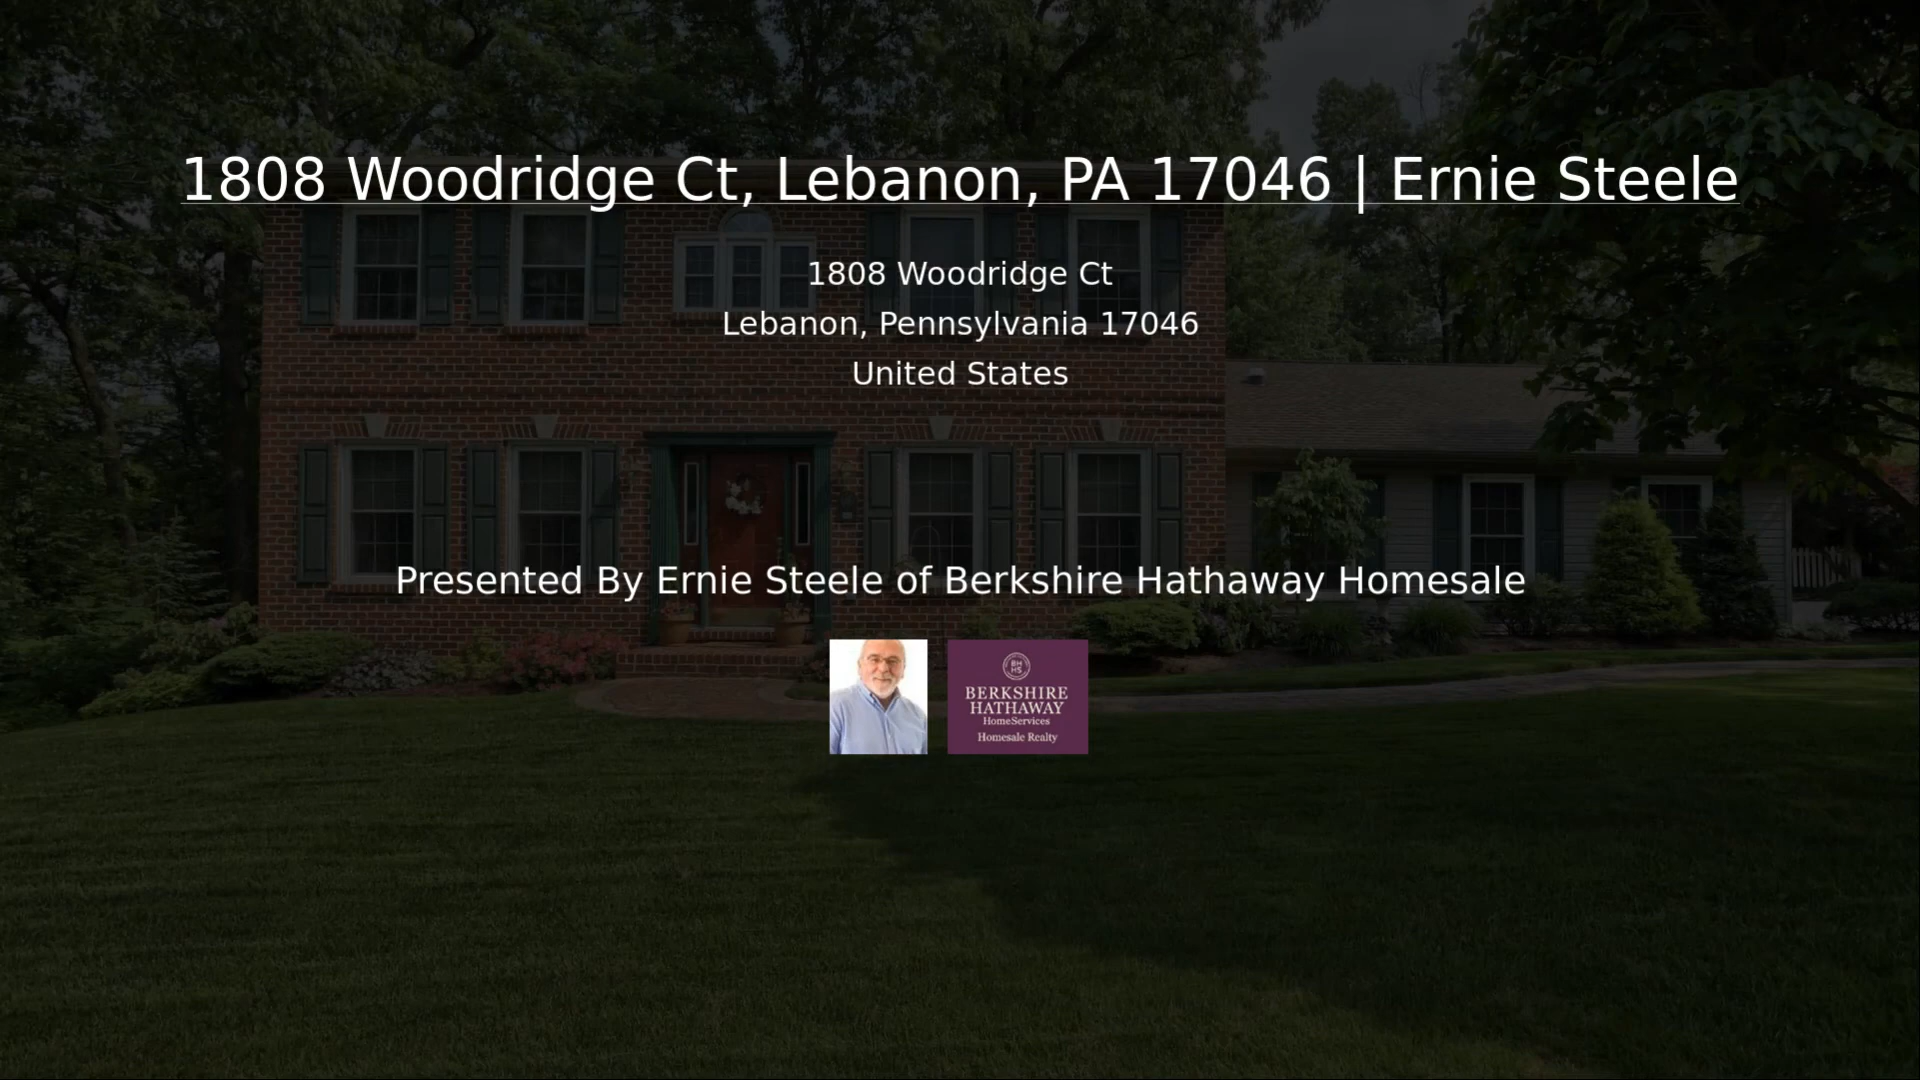 1808 Woodridge Ct, Lebanon, PA 17046 | Ernie Steele
1808 Woodridge Ct
Lebanon, Pennsylvania 17046
United States
Presented By Ernie Steele of Berkshire Hathaway Homesale
BH
HS
BERKSHIRE
HATHAWAY
HomeServices
Homesale Realty